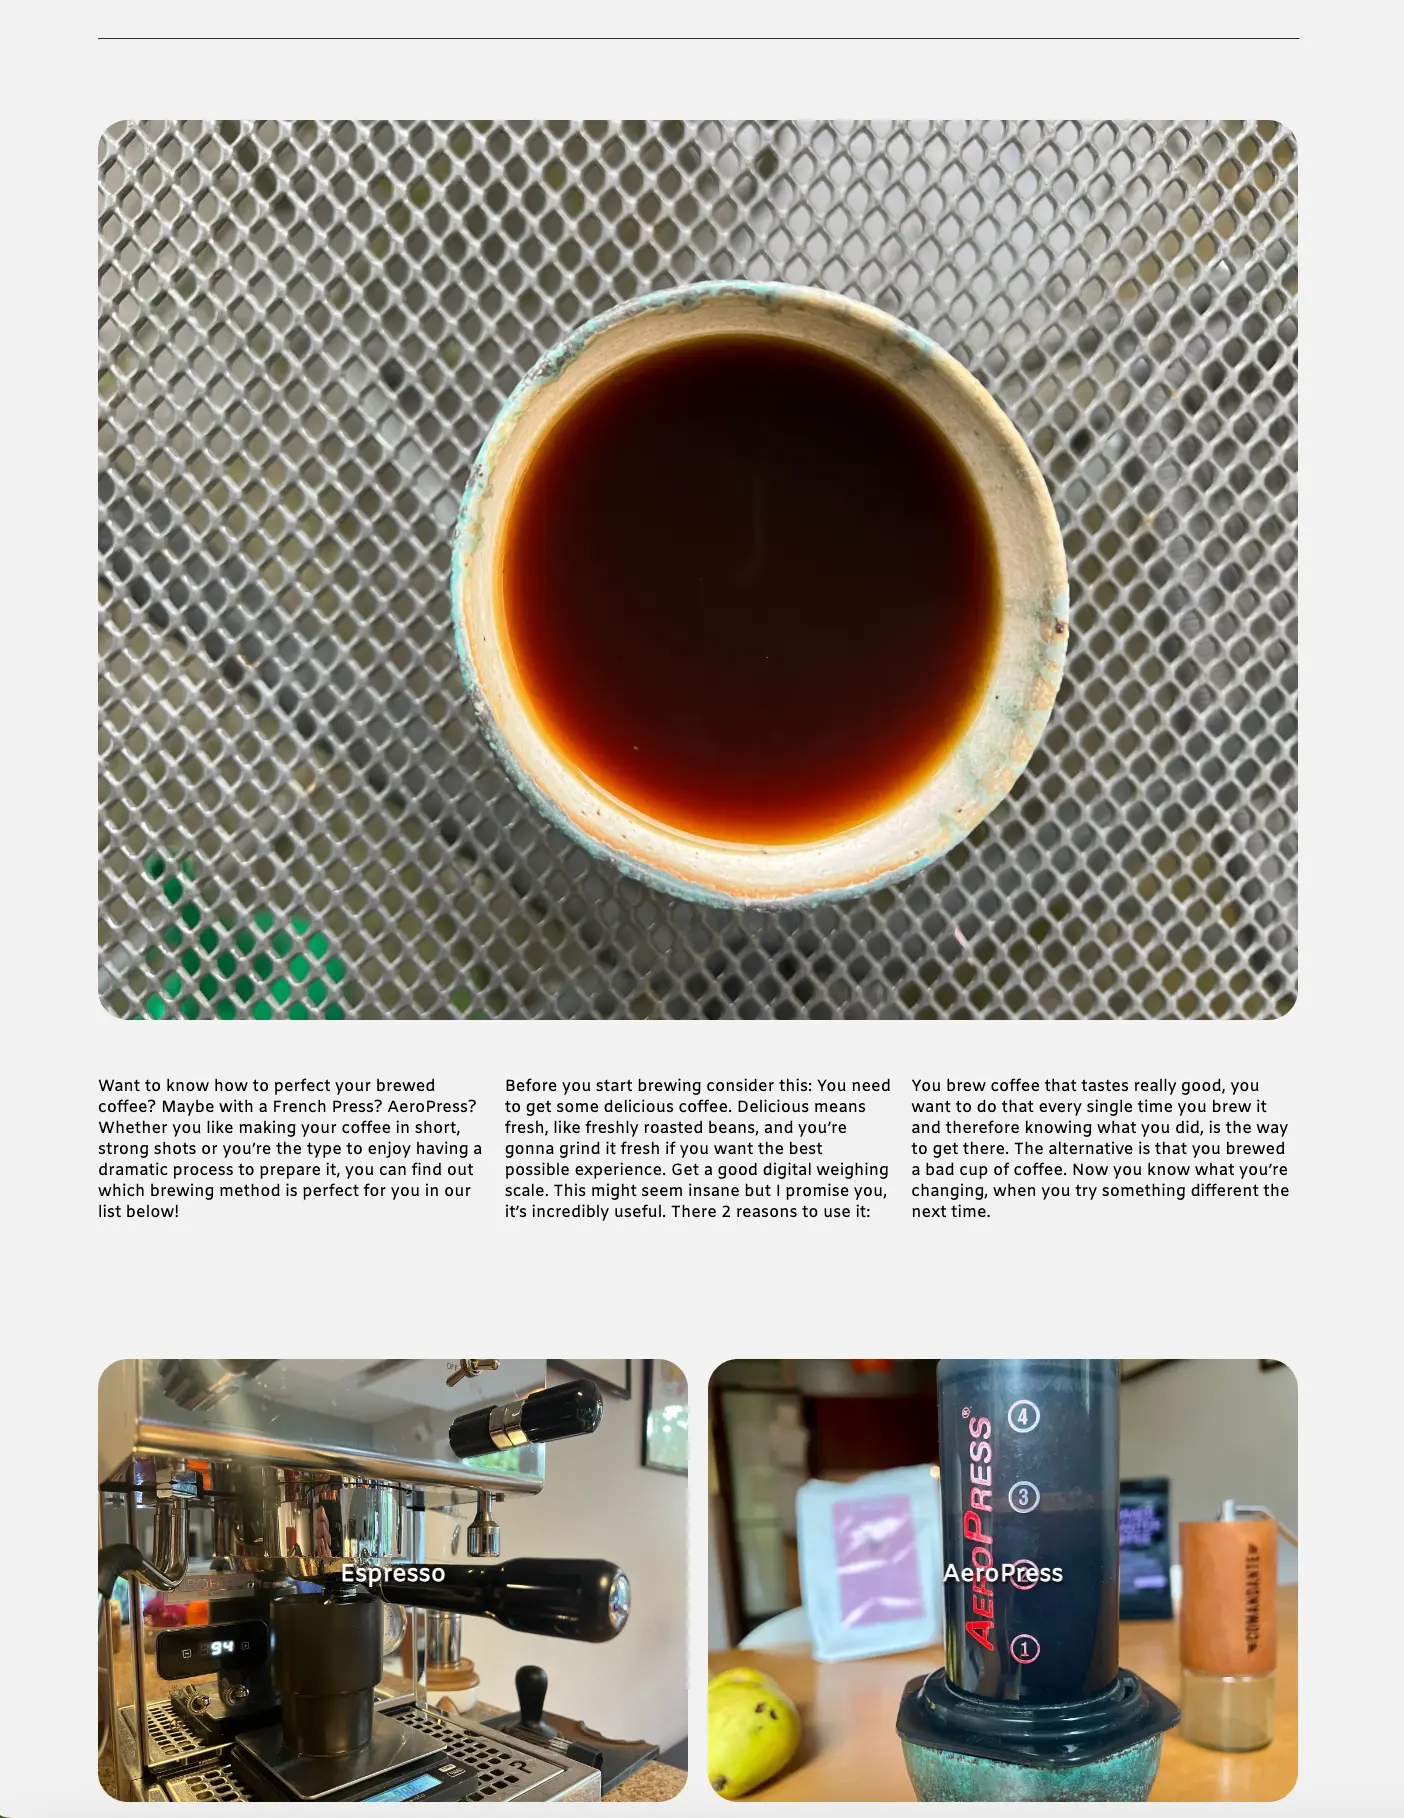 Want to know how to perfect your brewed
coffee? Maybe with a French Press? AeroPress?
Whether you like making your coffee in short,
strong shots or you're the type to enjoy having a
dramatic process to prepare it, you can find out
which brewing method is perfect for you in our
list below!
Before you start brewing consider this: You need
to get some delicious coffee. Delicious means
fresh, like freshly roasted beans, and you're
gonna grind it fresh if you want the best
possible experience. Get a good digital weighing
scale. This might seem insane but I promise you,
it's incredibly useful. There 2 reasons to use it:
You brew coffee that tastes really good, you
want to do that every single time you brew it
and therefore knowing what you did, is the way
to get there. The alternative is that you brewed
a bad cup of coffee. Now you know what you're
changing, when you try something different the
next time.
Espresso
94
AeroPress
AEROPRESS®
4
3
2
1
COMANDANTE